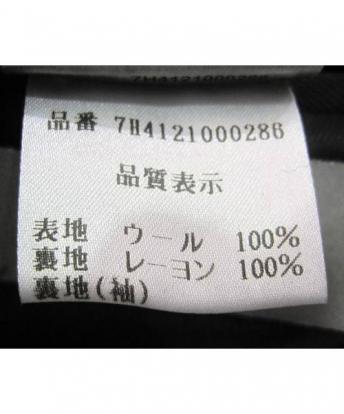 品番 7H4121000286
品質表示
表地 ウール 100%
裏地 レーヨン 100%
裏地(袖)